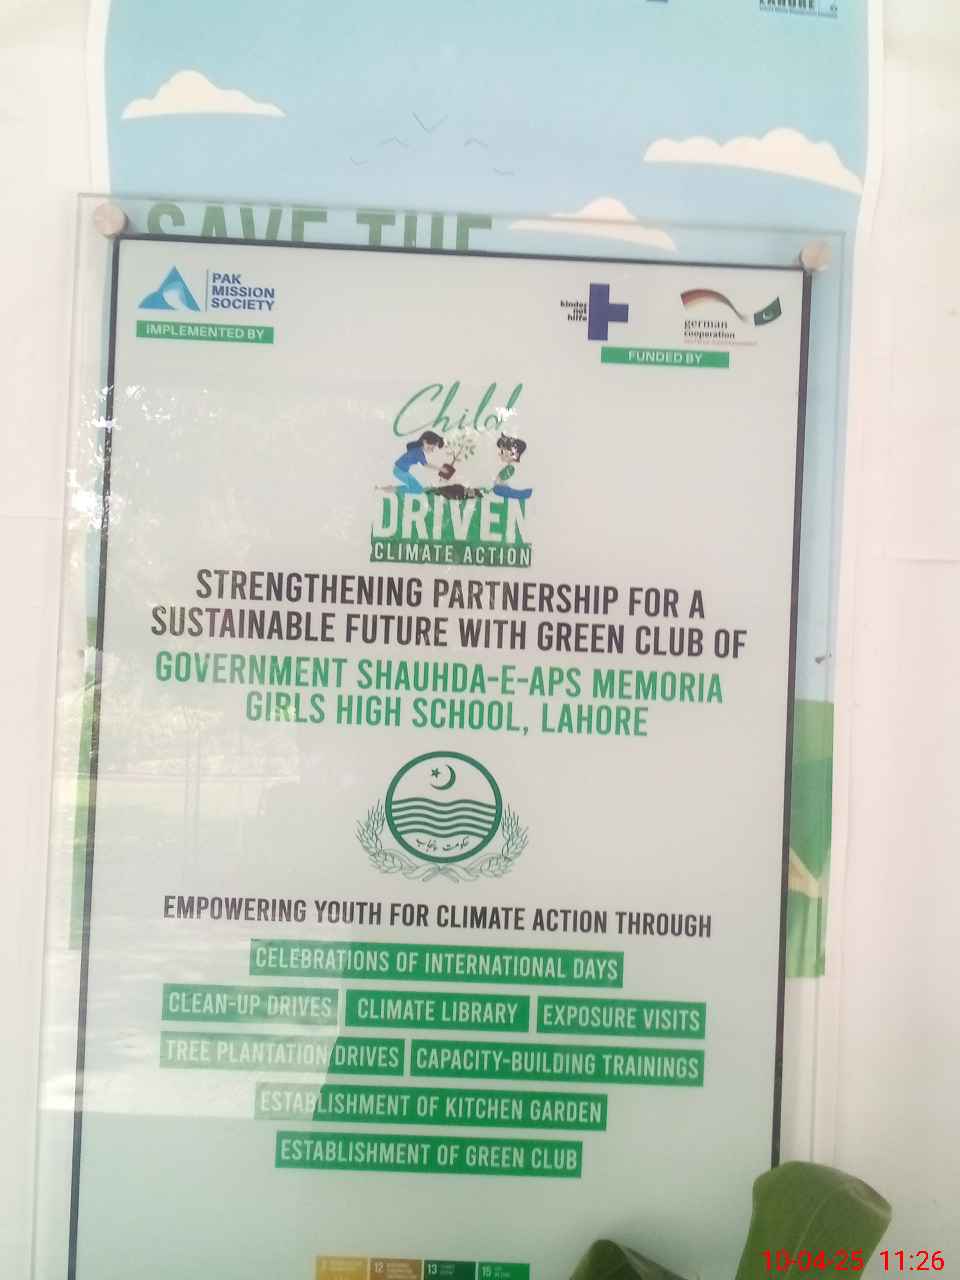 LAHORE
SAVE THE
PAK
MISSION
SOCIETY
IMPLEMENTED BY
kinder
not
hilfe
german
cooperation
FUNDED BY
Child
DRIVEN
CLIMATE ACTION
STRENGTHENING PARTNERSHIP FOR A
SUSTAINABLE FUTURE WITH GREEN CLUB OF
GOVERNMENT SHAUHDA-E-APS MEMORIA
GIRLS HIGH SCHOOL, LAHORE
حکومت پنجاب
EMPOWERING YOUTH FOR CLIMATE ACTION THROUGH
CELEBRATIONS OF INTERNATIONAL DAYS
CLEAN-UP DRIVES CLIMATE LIBRARY EXPOSURE VISITS
TREE PLANTATION DRIVES CAPACITY-BUILDING TRAININGS
ESTABLISHMENT OF KITCHEN GARDEN
ESTABLISHMENT OF GREEN CLUB
12 13 15
10-04-25 11:26